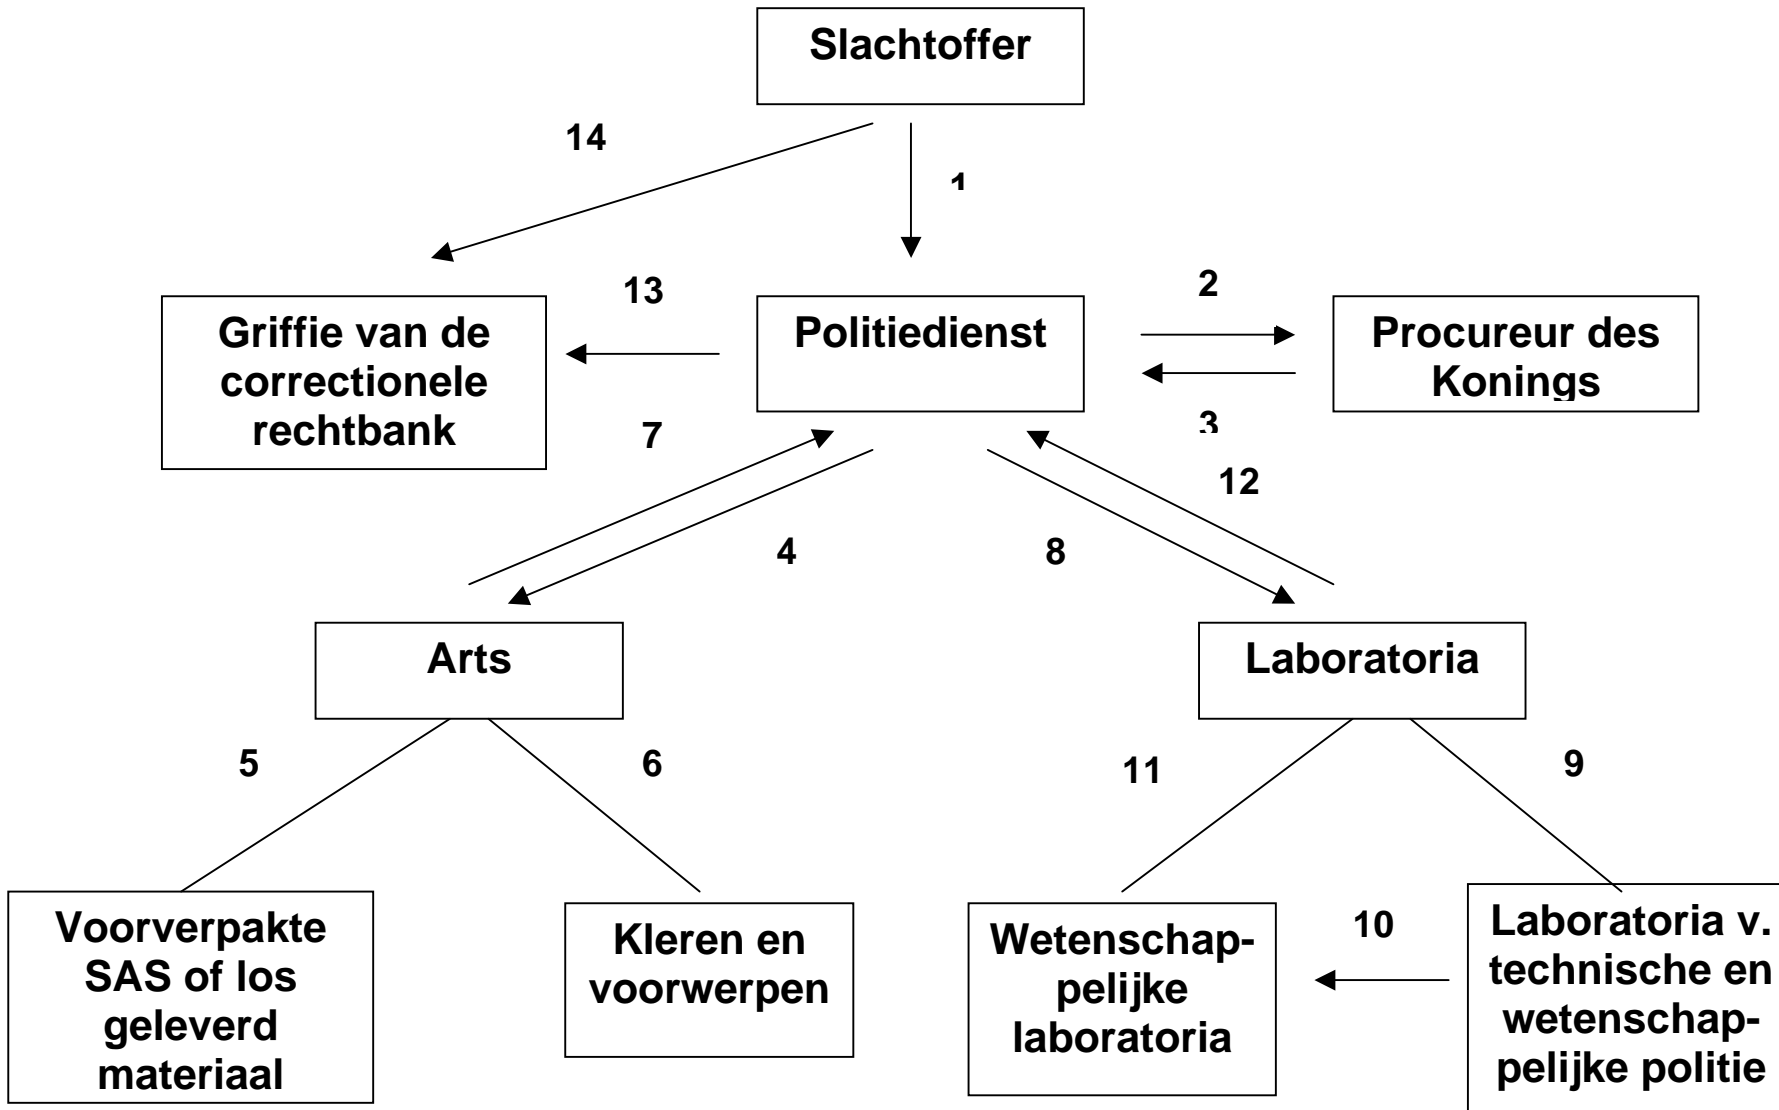 Slachtoffer
14
1
13
2
Griffie van de
correctionele
rechtbank
Politiedienst
Procureur des
Konings
7
3
12
4
8
Arts
Laboratoria
5
6
11
9
Voorverpakte
SAS of los
geleverd
materiaal
Kleren en
voorwerpen
Wetenschap-
pelijke
laboratoria
10
Laboratoria v.
technische en
wetenschap-
pelijke politie